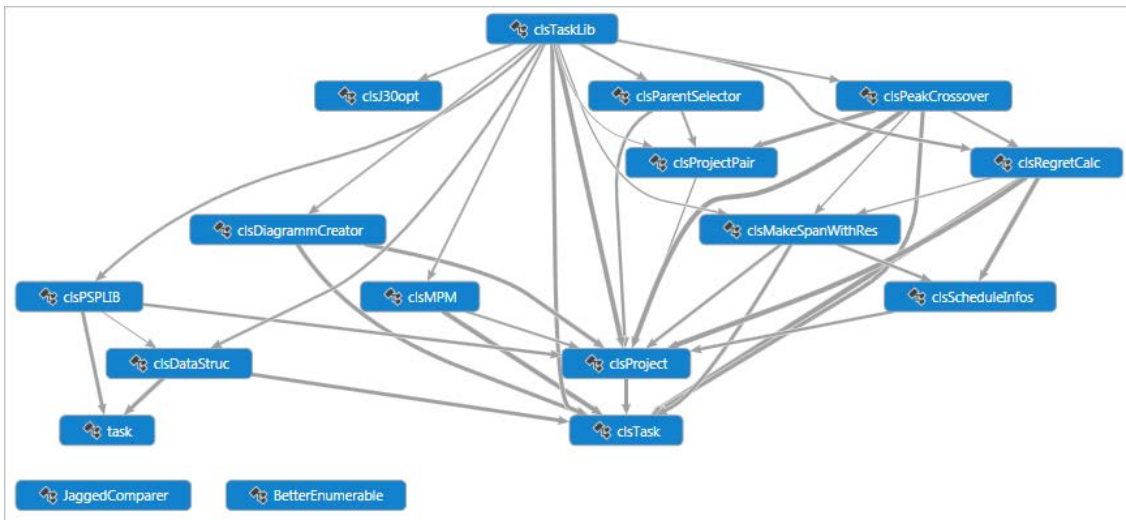 clsTaskLib
clsJ30opt
clsParentSelector
clsPeakCrossover
clsProjectPair
clsRegretCalc
clsDiagrammCreator
clsMakeSpanWithRes
clsPSPLIB
clsMPM
clsScheduleInfos
clsDataStruc
clsProject
task
clsTask
JaggedComparer
BetterEnumerable